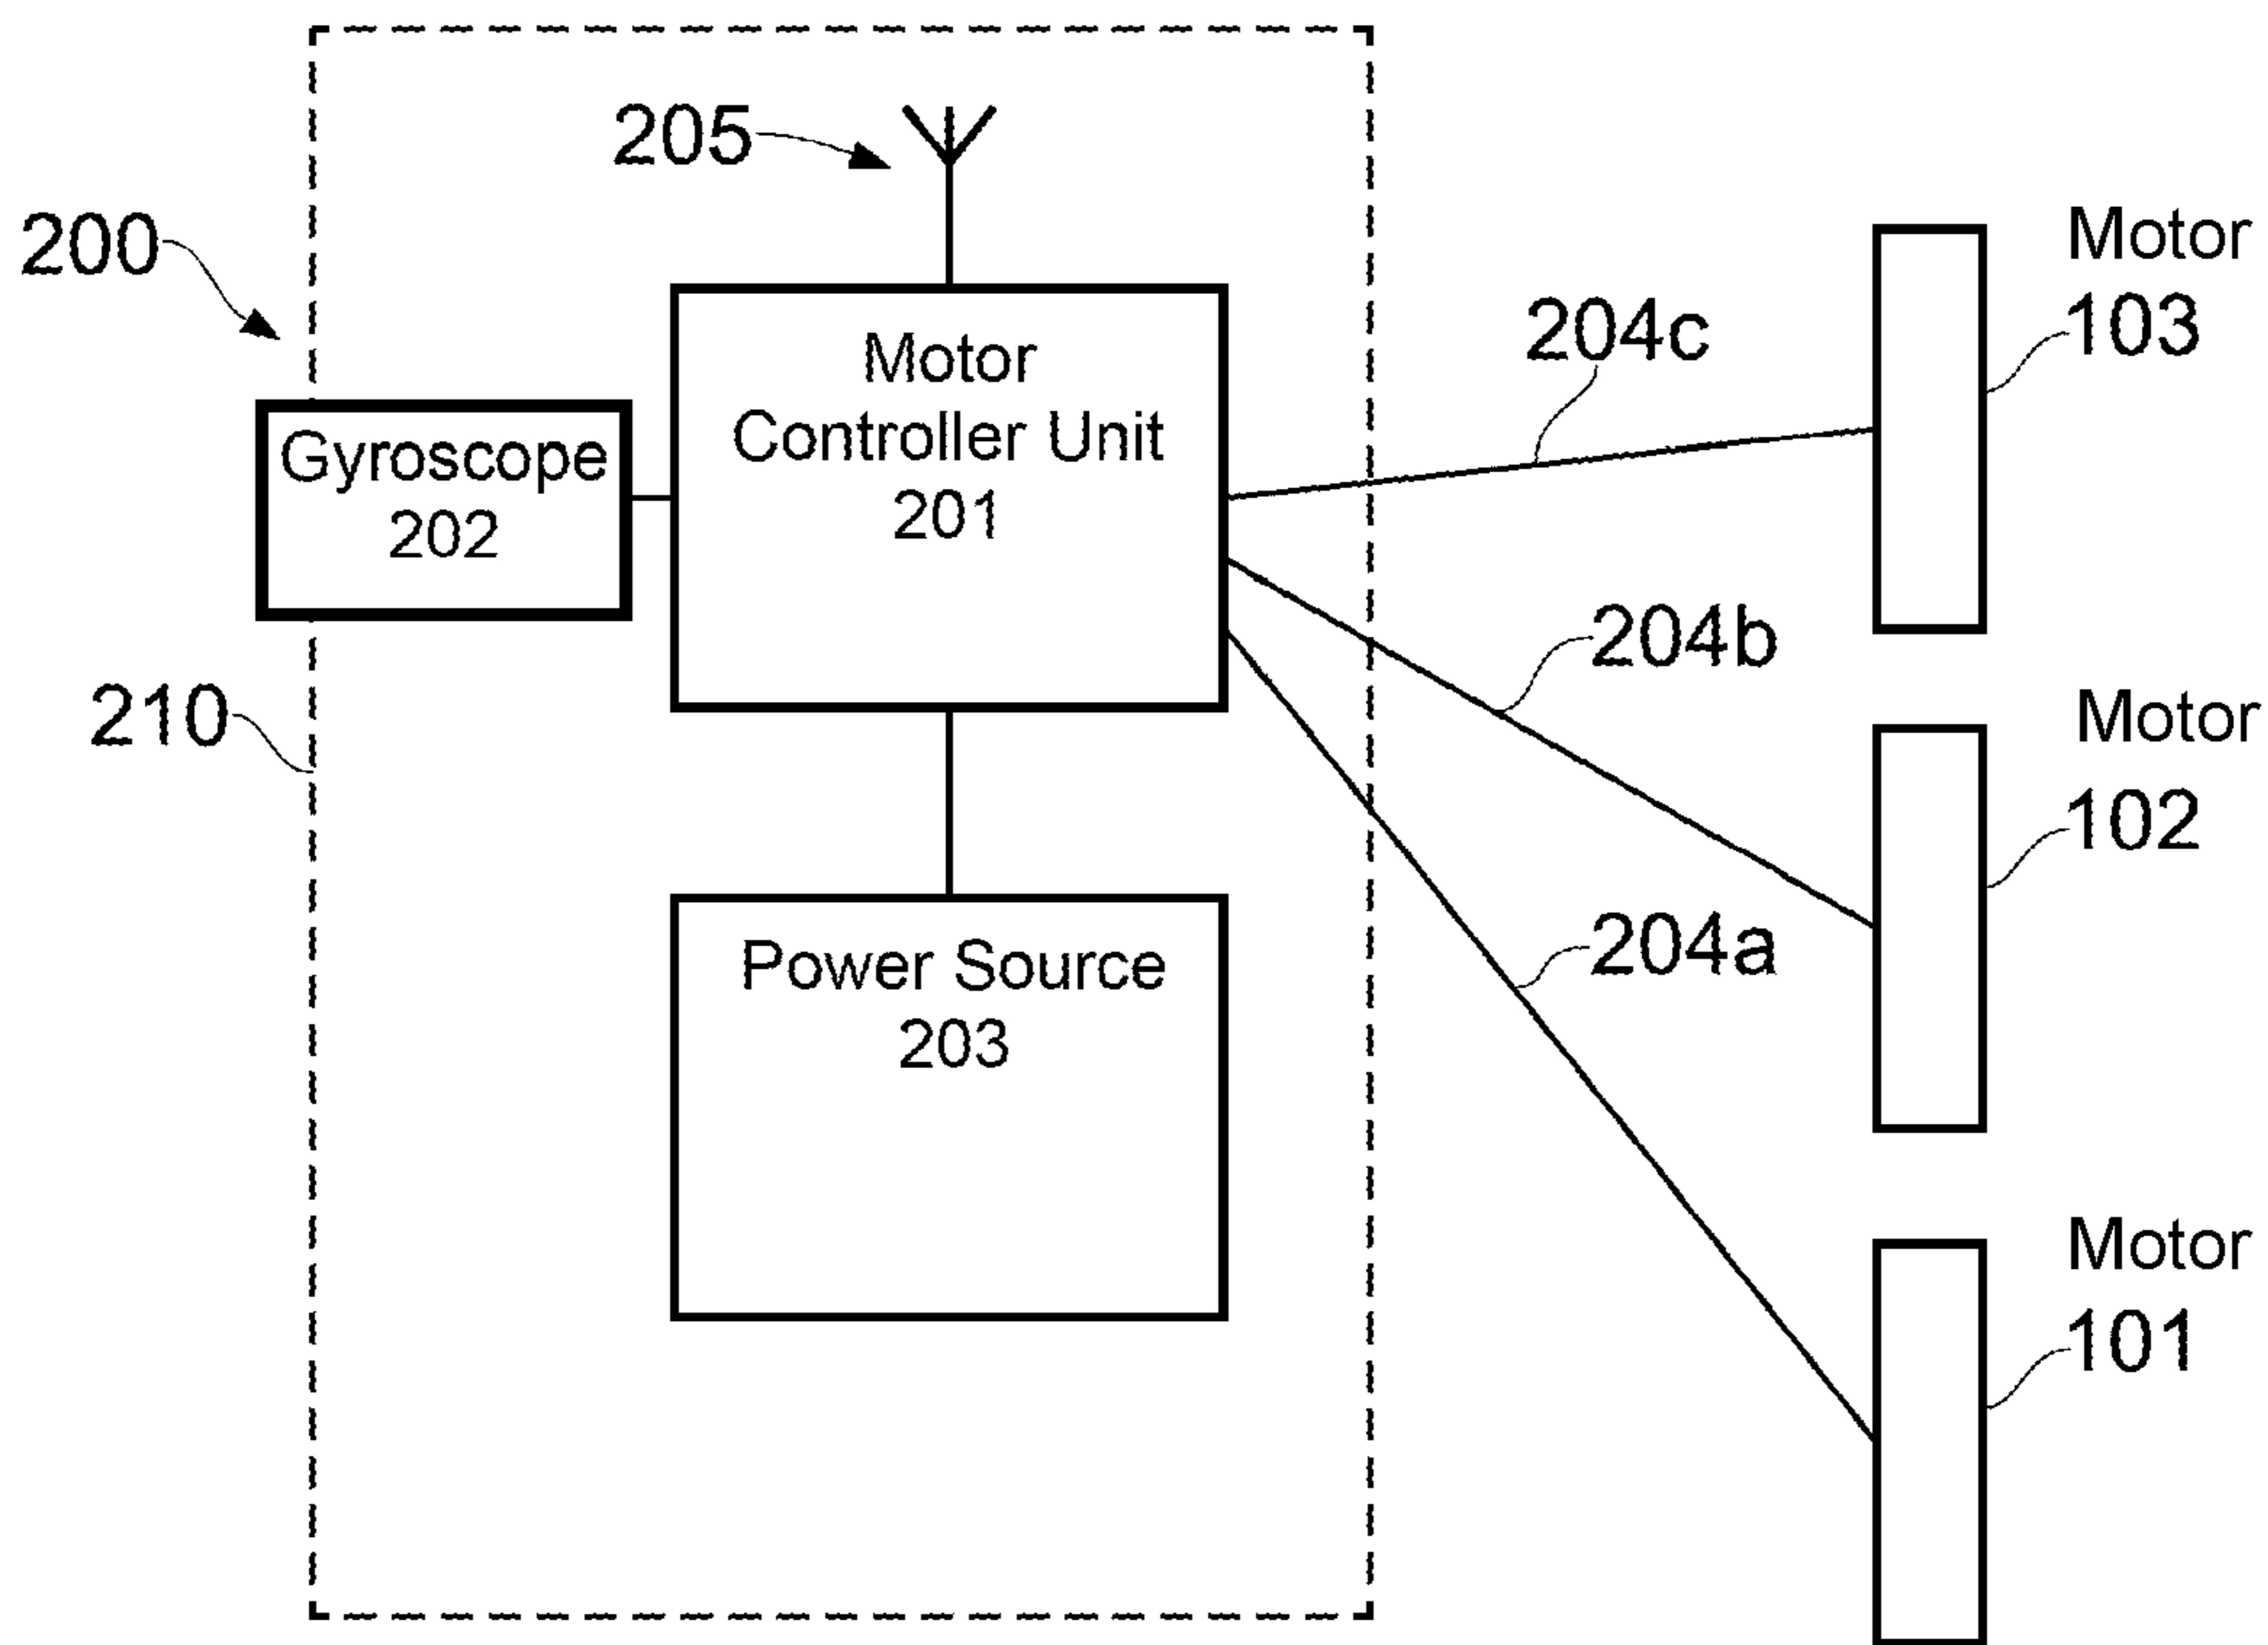 205
200
Motor
103
Motor
Controller Unit
201
204c
Gyroscope
202
204b
210
Motor
102
204a
Power Source
203
Motor
101